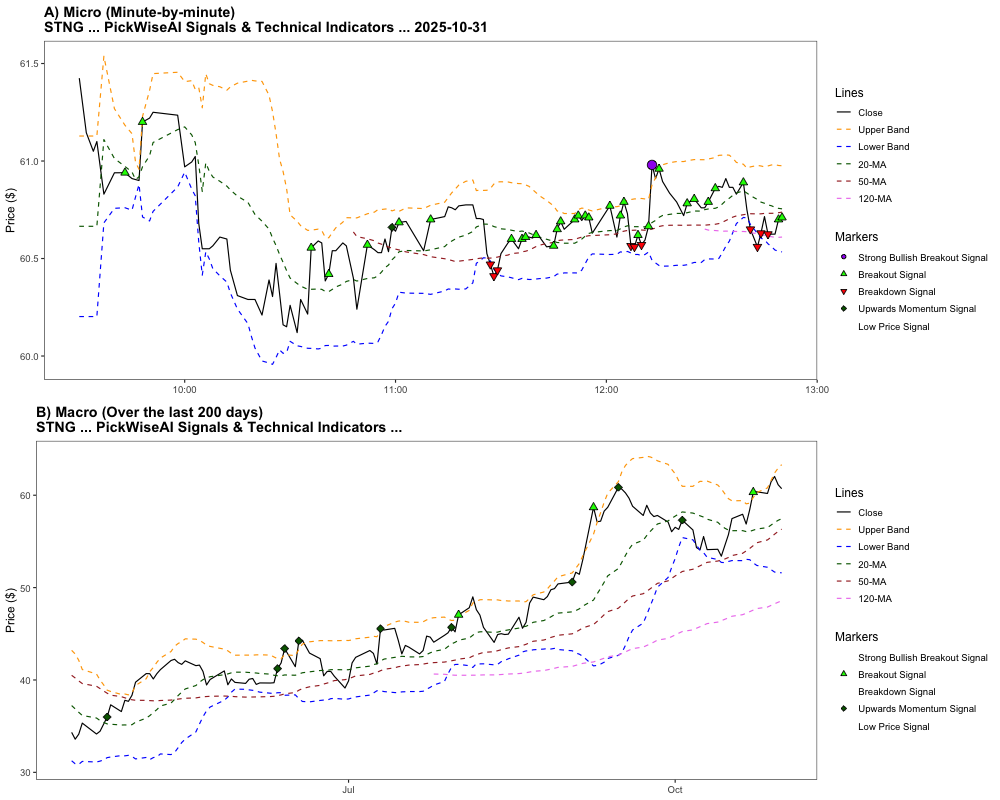 A) Micro (Minute-by-minute)
STNG ... PickWiseAI Signals & Technical Indicators ... 2025-10-31
Price ($)
61.5
61.0
60.5
60.0
10:00
11:00
12:00
13:00
Lines
Close
Upper Band
Lower Band
20-MA
50-MA
120-MA
Markers
Strong Bullish Breakout Signal
Breakout Signal
Breakdown Signal
Upwards Momentum Signal
Low Price Signal
B) Macro (Over the last 200 days)
STNG ... PickWiseAI Signals & Technical Indicators ...
Price ($)
60
50
40
30
Jul
Oct
Lines
Close
Upper Band
Lower Band
20-MA
50-MA
120-MA
Markers
Strong Bullish Breakout Signal
Breakout Signal
Breakdown Signal
Upwards Momentum Signal
Low Price Signal